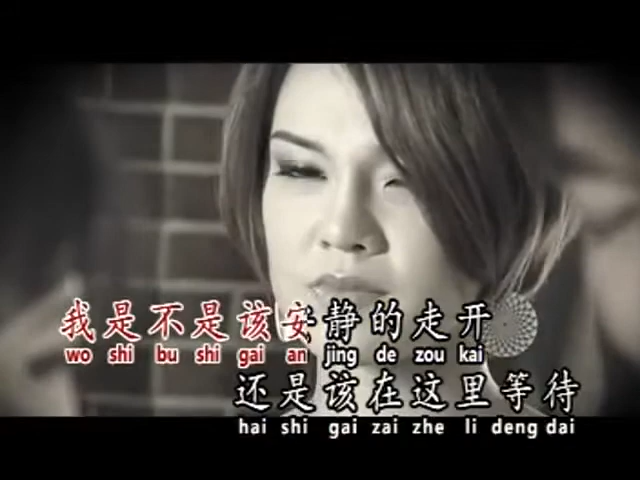 我是不是该安静的走开
wo shi bu shi gai an jing de zou kai
还是该在这里等待
hai shi gai zai zhe li deng dai